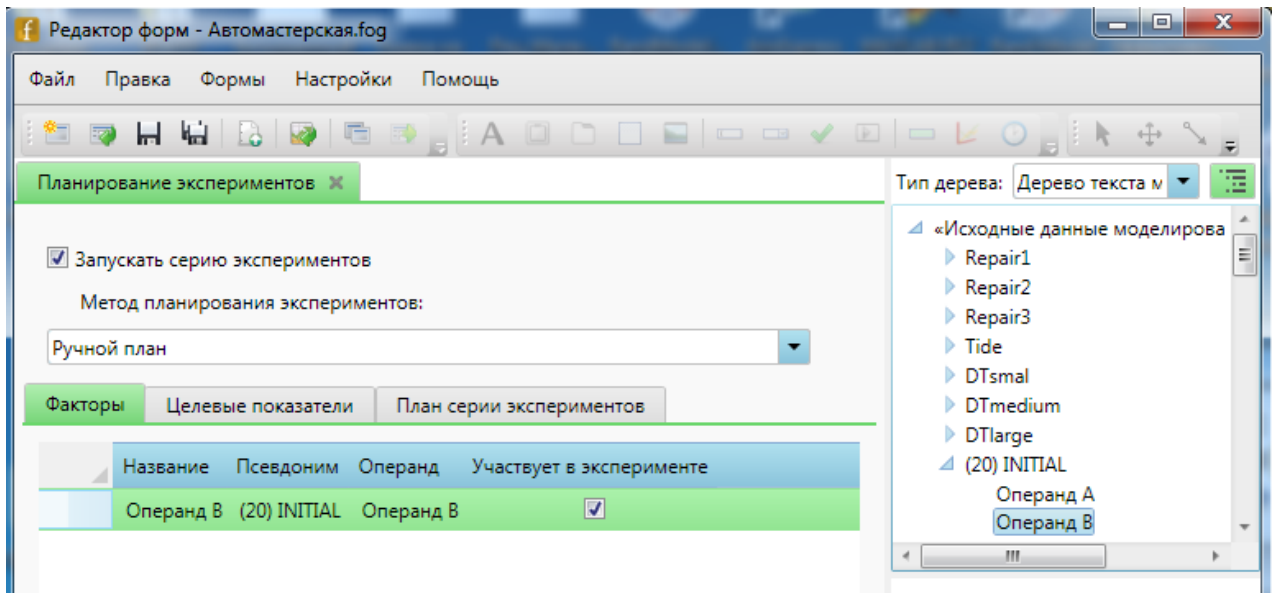 Редактор форм - Автомастерская.fog
Файл Правка Формы Настройки Помощь
Планирование экспериментов
Запускать серию экспериментов
Метод планирования экспериментов:
Ручной план
Факторы Целевые показатели План серии экспериментов
Название Псевдоним Операнд Участвует в эксперименте
Операнд B (20) INITIAL Операнд B
Тип дерева: Дерево текста м
«Исходные данные моделирова
Repair1
Repair2
Repair3
Tide
DTsmal
DTmedium
DTlarge
(20) INITIAL
Операнд A
Операнд B